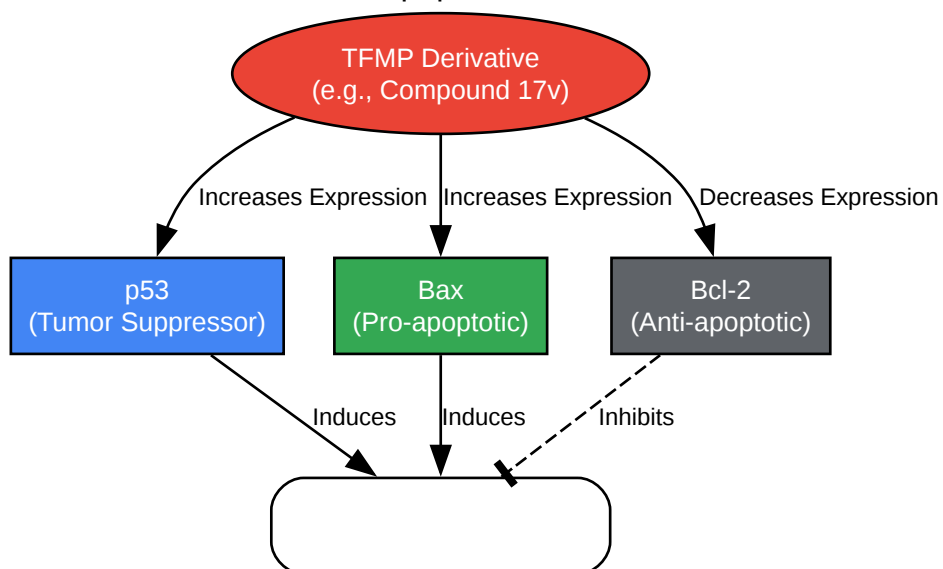 TFMP Derivative
(e.g., Compound 17v)
Increases Expression
Increases Expression
Decreases Expression
p53
(Tumor Suppressor)
Bax
(Pro-apoptotic)
Bcl-2
(Anti-apoptotic)
Induces
Induces
Inhibits